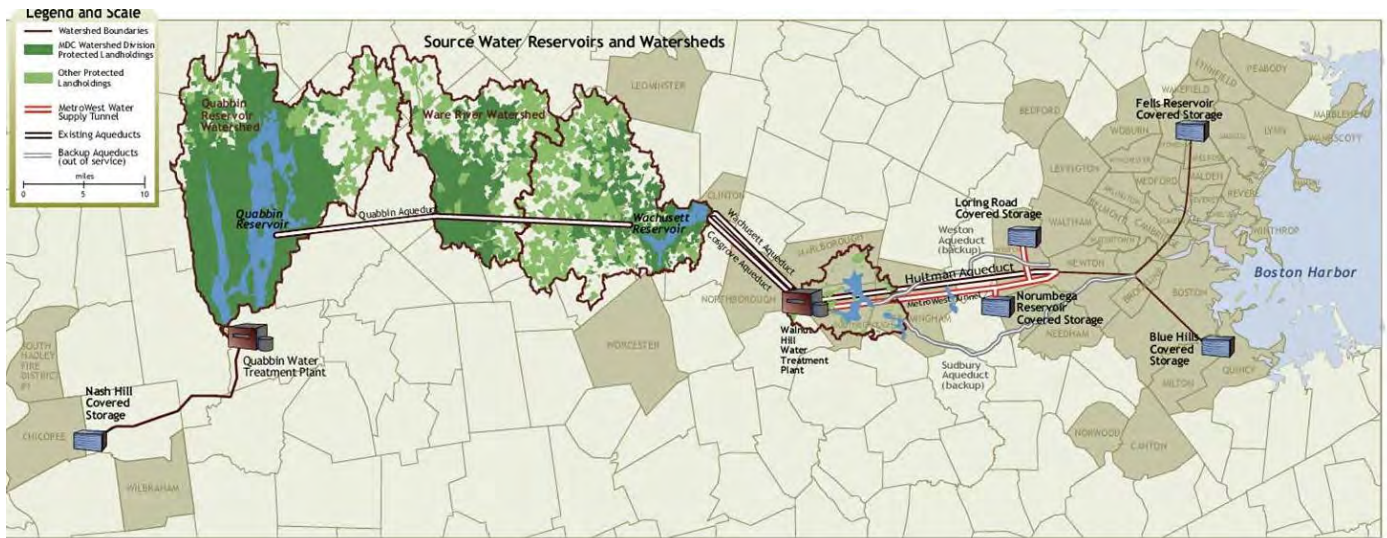 Legend and Scale
Watershed Boundaries
MDC Watershed Division
Protected Landholdings
Other Protected
Landholdings
MetroWest Water
Supply Tunnel
Existing Aqueducts
Backup Aqueducts
(out of service)
miles
0 5 10
Source Water Reservoirs and Watersheds
Quabbin
Reservoir
Watershed
Ware River Watershed
Quabbin
Reservoir
Quabbin Aqueduct
Wachusett
Reservoir
Wachusett Aqueduct
Cosgrove Aqueduct
LEOMINSTER
CLINTON
MARLBOROUGH
NORTHBOROUGH
WORCESTER
Walnut
Hill
Water
Treatment
Plant
Hultman Aqueduct
MetroWest Tunnel
Weston
Aqueduct
(backup)
Sudbury
Aqueduct
(backup)
Loring Road
Covered Storage
Norumbega
Reservoir
Covered Storage
Fells Reservoir
Covered Storage
Blue Hills
Covered
Storage
Boston Harbor
BEDFORD
LEXINGTON
WALTHAM
NEWTON
NEEDHAM
WOBURN
WAKEFIELD
LYNNFIELD
PEABODY
MARBLEHEAD
SWAMPSCOTT
LYNN
MEDFORD
MALDEN
REVERE
WINTHROP
BELMONT
BOSTON
QUINCY
MILTON
NORWOOD
CANTON
Quabbin Water
Treatment Plant
Nash Hill
Covered
Storage
SOUTH
HADLEY
FIRE
DISTRICT
#1
CHICOPEE
WILBRAHAM